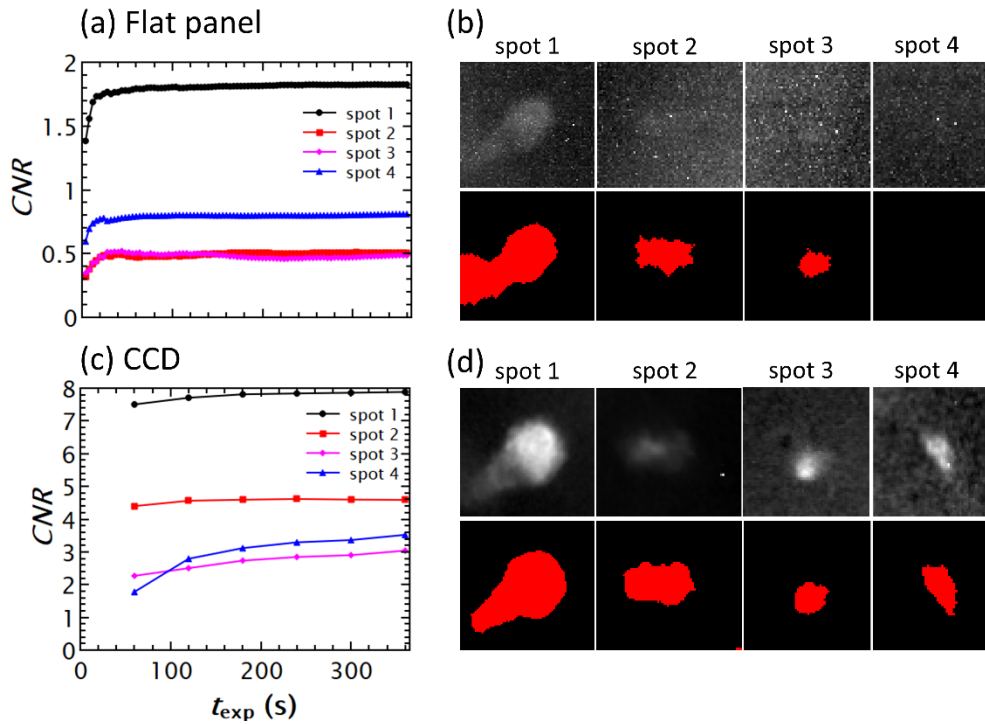 (a) Flat panel
CNR
2
1.5
1
0.5
0
spot 1
spot 2
spot 3
spot 4
(b)
spot 1 spot 2 spot 3 spot 4
(c) CCD
CNR
8
7
6
5
4
3
2
1
0
spot 1
spot 2
spot 3
spot 4
0 100 200 300
t_exp (s)
(d)
spot 1 spot 2 spot 3 spot 4